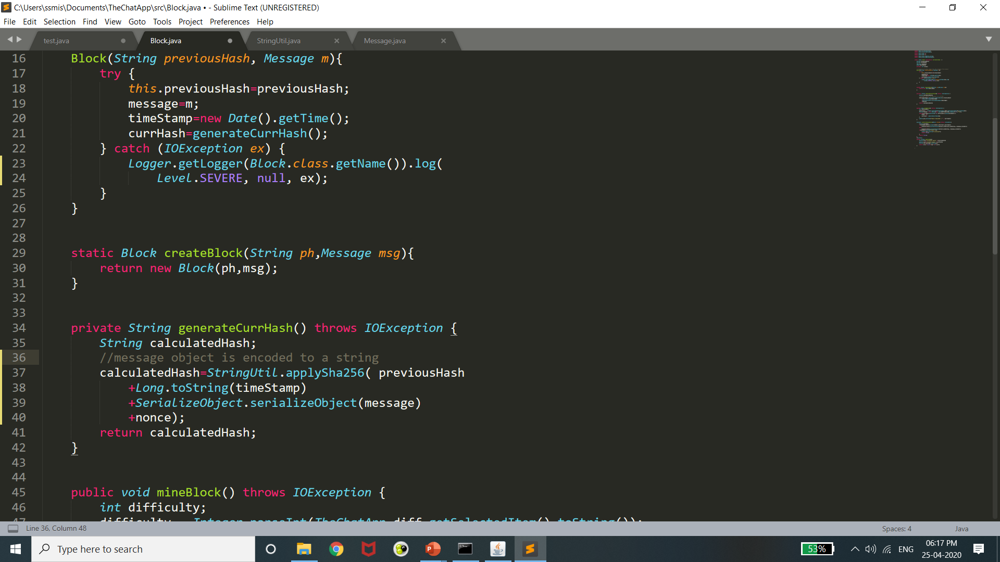 C:\Users\ssmis\Documents\TheChatApp\src\Block.java • - Sublime Text (UNREGISTERED)
File Edit Selection Find View Goto Tools Project Preferences Help
test.java Block.java StringUtil.java Message.java
16 Block(String previousHash, Message m){
17 try {
18 this.previousHash=previousHash;
19 message=m;
20 timeStamp=new Date().getTime();
21 currHash=generateCurrHash();
22 } catch (IOException ex) {
23 Logger.getLogger(Block.class.getName()).log(
24 Level.SEVERE, null, ex);
25 }
26 }
27
28
29 static Block createBlock(String ph,Message msg){
30 return new Block(ph,msg);
31 }
32
33
34 private String generateCurrHash() throws IOException {
35 String calculatedHash;
36 //message object is encoded to a string
37 calculatedHash=StringUtil.applySha256( previousHash
38 +Long.toString(timeStamp)
39 +SerializeObject.serializeObject(message)
40 +nonce);
41 return calculatedHash;
42 }
43
44
45 public void mineBlock() throws IOException {
46 int difficulty;
47 difficulty = Integer.parseInt(TheChatApp.diff.getSelectedItem().toString());
Line 36, Column 48 Spaces: 4 Java
Type here to search 53% ENG 06:17 PM
25-04-2020